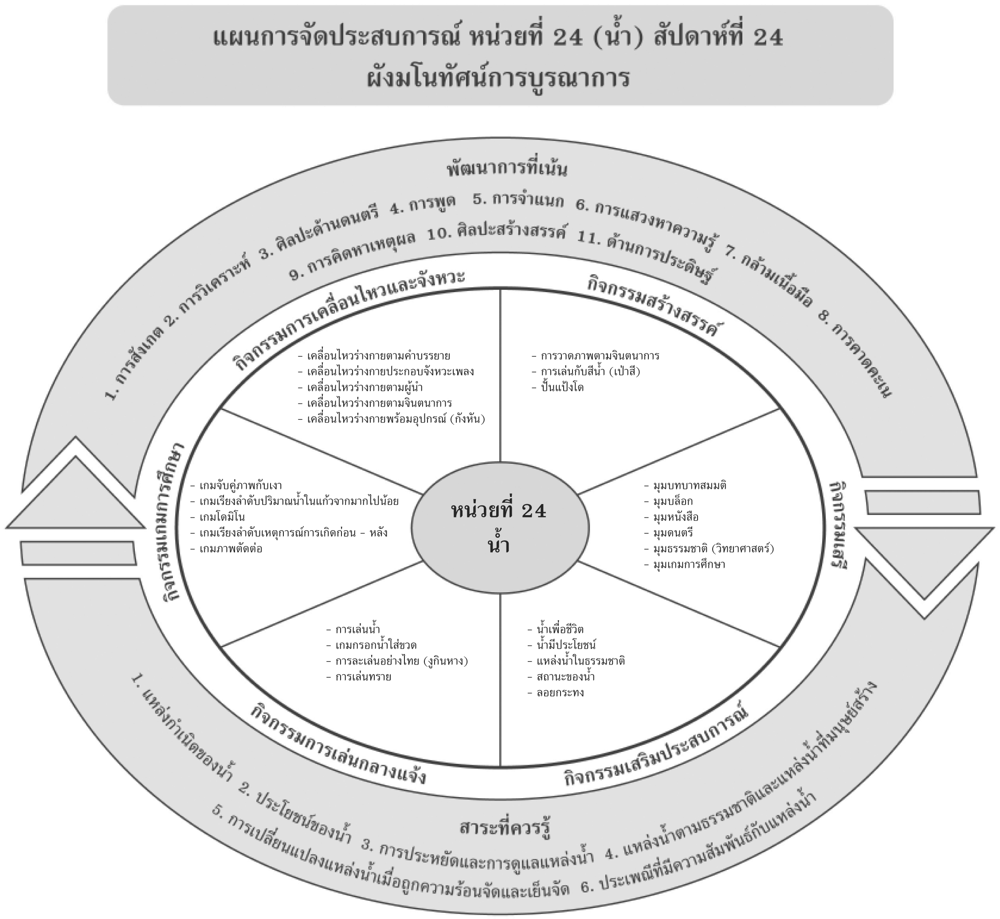 แผนการจัดประสบการณ์ หน่วยที่ 24 (น้ำ) สัปดาห์ที่ 24
ผังมโนทัศน์การบูรณาการ
พัฒนาการที่เน้น
1. การสังเกต 2. การวิเคราะห์ 3. ศิลปะด้านดนตรี 4. การพูด 5. การจำแนก 6. การแสวงหาความรู้ 7. กล้ามเนื้อมือ 8. การคาดคะเน
9. การคิดหาเหตุผล 10. ศิลปะสร้างสรรค์ 11. ด้านการประดิษฐ์
กิจกรรมการเคลื่อนไหวและจังหวะ
- เคลื่อนไหวร่างกายตามคำบรรยาย
- เคลื่อนไหวร่างกายประกอบจังหวะเพลง
- เคลื่อนไหวร่างกายตามผู้นำ
- เคลื่อนไหวร่างกายตามจินตนาการ
- เคลื่อนไหวร่างกายพร้อมอุปกรณ์ (กังหัน)
กิจกรรมสร้างสรรค์
- การวาดภาพตามจินตนาการ
- การเล่นกับสีน้ำ (เป่าสี)
- ปั้นแป้งโด
กิจกรรมเกมการศึกษา
- เกมจับคู่ภาพกับเงา
- เกมเรียงลำดับปริมาณน้ำในแก้วจากมากไปน้อย
- เกมโดมิโน
- เกมเรียงลำดับเหตุการณ์การเกิดก่อน - หลัง
- เกมภาพตัดต่อ
หน่วยที่ 24
น้ำ
กิจกรรมเสรี
- มุมบทบาทสมมติ
- มุมบล็อก
- มุมหนังสือ
- มุมดนตรี
- มุมธรรมชาติ (วิทยาศาสตร์)
- มุมเกมการศึกษา
- การเล่นน้ำ
- เกมกรอกน้ำใส่ขวด
- การละเล่นอย่างไทย (งูกินหาง)
- การเล่นทราย
กิจกรรมการเล่นกลางแจ้ง
- น้ำเพื่อชีวิต
- น้ำมีประโยชน์
- แหล่งน้ำในธรรมชาติ
- สถานะของน้ำ
- ลอยกระทง
กิจกรรมเสริมประสบการณ์
สาระที่ควรรู้
1. แหล่งกำเนิดของน้ำ 2. ประโยชน์ของน้ำ 3. การประหยัดและการดูแลแหล่งน้ำ 4. แหล่งน้ำตามธรรมชาติและแหล่งน้ำที่มนุษย์สร้าง
5. การเปลี่ยนแปลงแหล่งน้ำเมื่อถูกความร้อนจัดและเย็นจัด 6. ประเพณีที่มีความสัมพันธ์กับแหล่งน้ำ